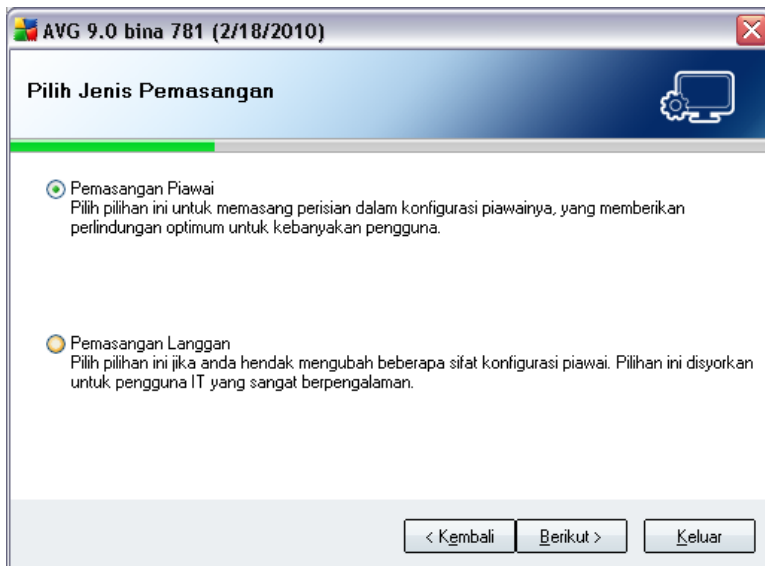 AVG 9.0 bina 781 (2/18/2010)
Pilih Jenis Pemasangan
Pemasangan Piawai
Pilih pilihan ini untuk memasang perisian dalam konfigurasi piawainya, yang memberikan
perlindungan optimum untuk kebanyakan pengguna.
Pemasangan Langgan
Pilih pilihan ini jika anda hendak mengubah beberapa sifat konfigurasi piawai. Pilihan ini disyorkan
untuk pengguna IT yang sangat berpengalaman.
< Kembali Berikut > Keluar